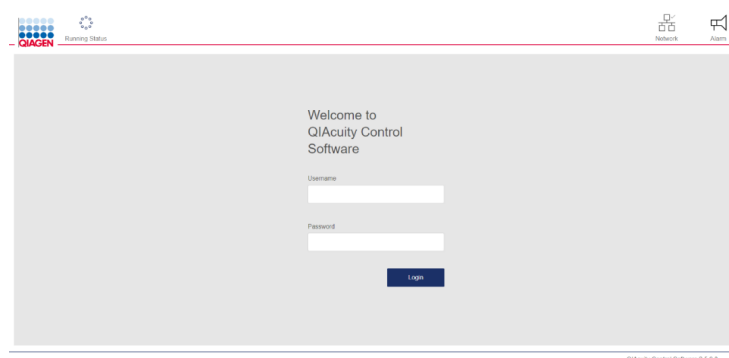 QIAGEN
Running Status
Network
Alarm
Welcome to
QIAcuity Control
Software
Username
Password
Login